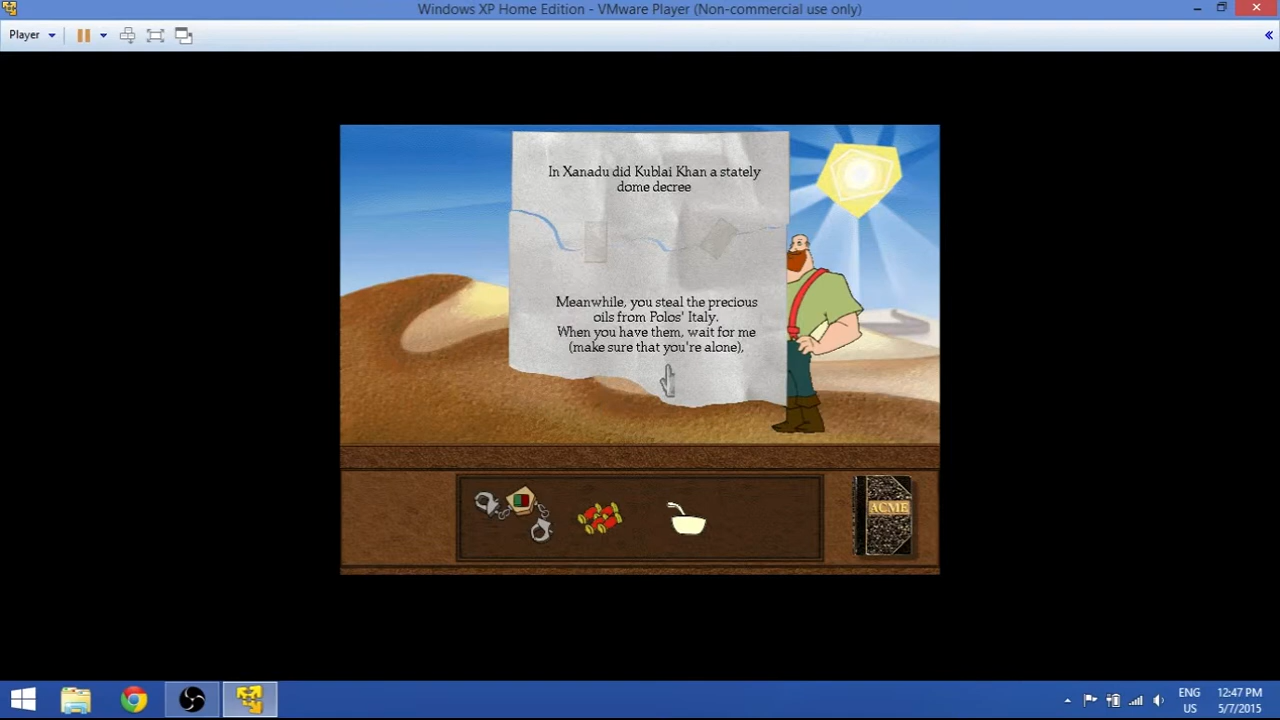 Windows XP Home Edition - VMware Player (Non-commercial use only)
Player
In Xanadu did Kublai Khan a stately
dome decree
Meanwhile, you steal the precious
oils from Polos' Italy.
When you have them, wait for me
(make sure that you're alone),
ACME
ENG
US
12:47 PM
5/7/2015